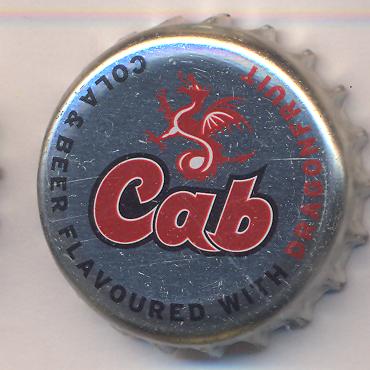 Cab
COLA & BEER FLAVOURED WITH DRAGONFRUIT